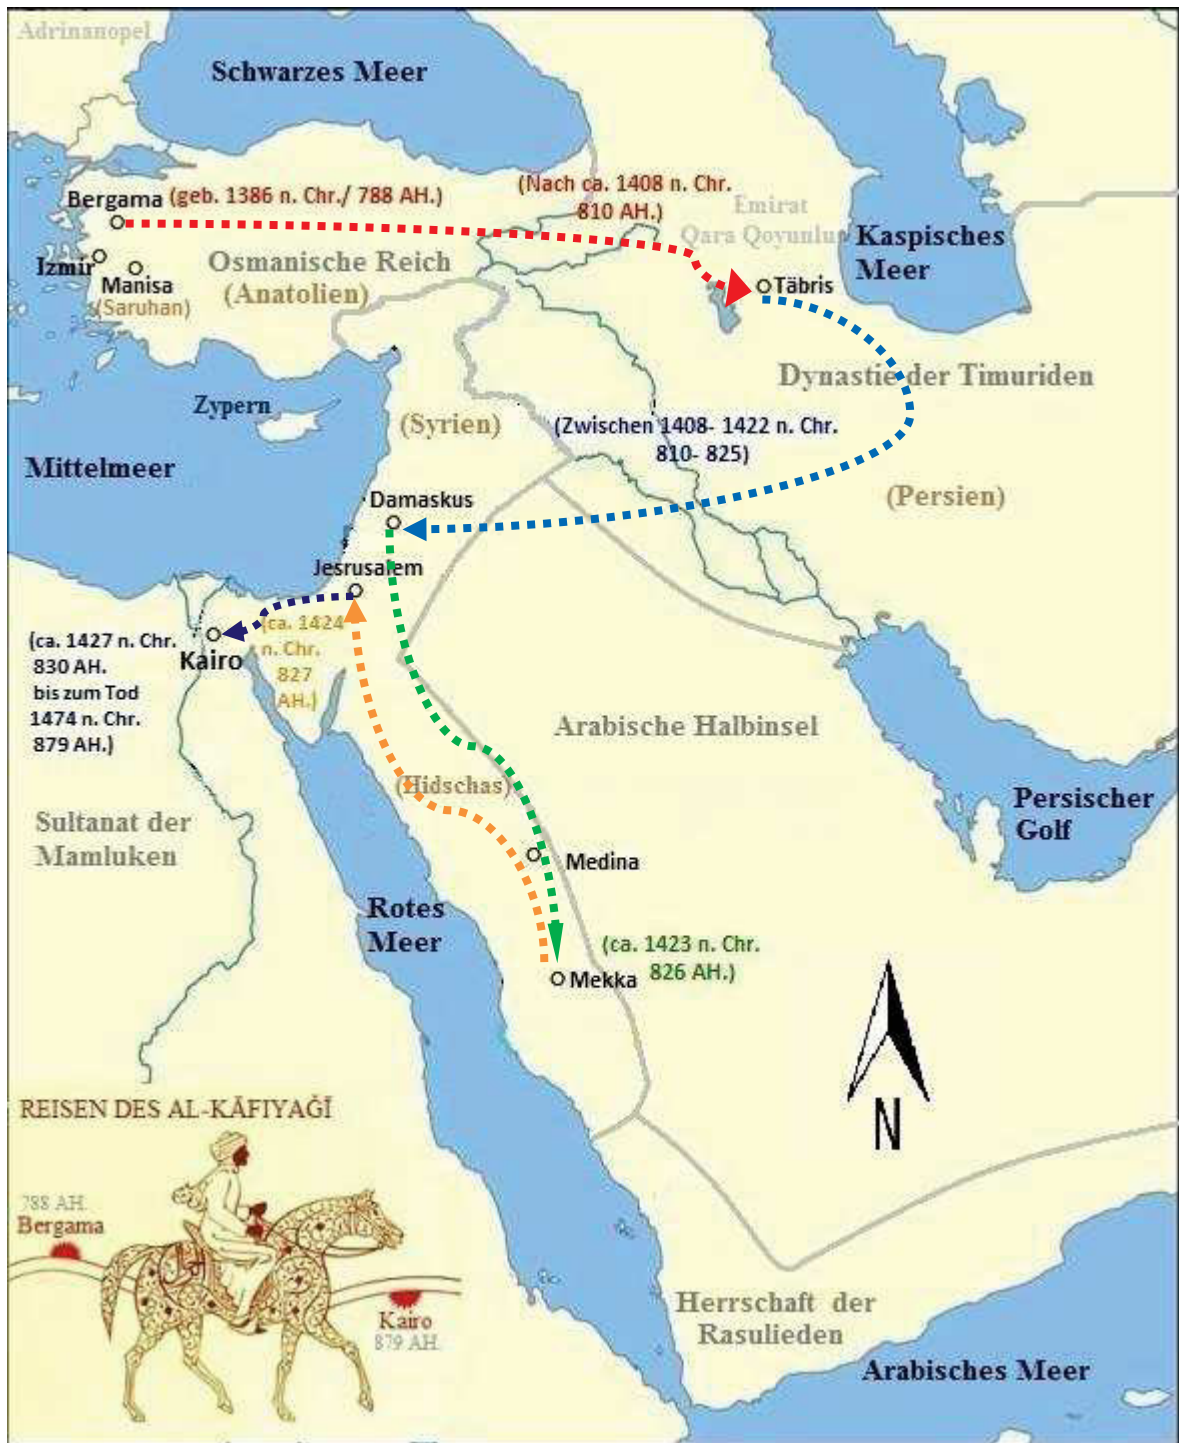 Adrinanopel
Schwarzes Meer
Bergama (geb. 1386 n. Chr./ 788 AH.)
(Nach ca. 1408 n. Chr.
810 AH.)
Emirat
Qara Qoyunlu
Kaspisches
Meer
Izmir
Manisa
(Saruhan)
Osmanische Reich
(Anatolien)
Täbris
Dynastie der Timuriden
Zypern
(Syrien)
(Zwischen 1408- 1422 n. Chr.
810- 825)
Mittelmeer
(Persien)
Damaskus
Jesrusalem
(ca. 1424
n. Chr.
827
AH.)
(ca. 1427 n. Chr.
830 AH.
bis zum Tod
1474 n. Chr.
879 AH.)
Kairo
Arabische Halbinsel
(Hidschas)
Persischer
Golf
Sultanat der
Mamluken
Medina
Rotes
Meer
(ca. 1423 n. Chr.
826 AH.)
Mekka
N
REISEN DES AL-KĀFIYAĞĪ
788 AH.
Bergama
Kairo
879 AH.
Herrschaft der
Rasulieden
Arabisches Meer